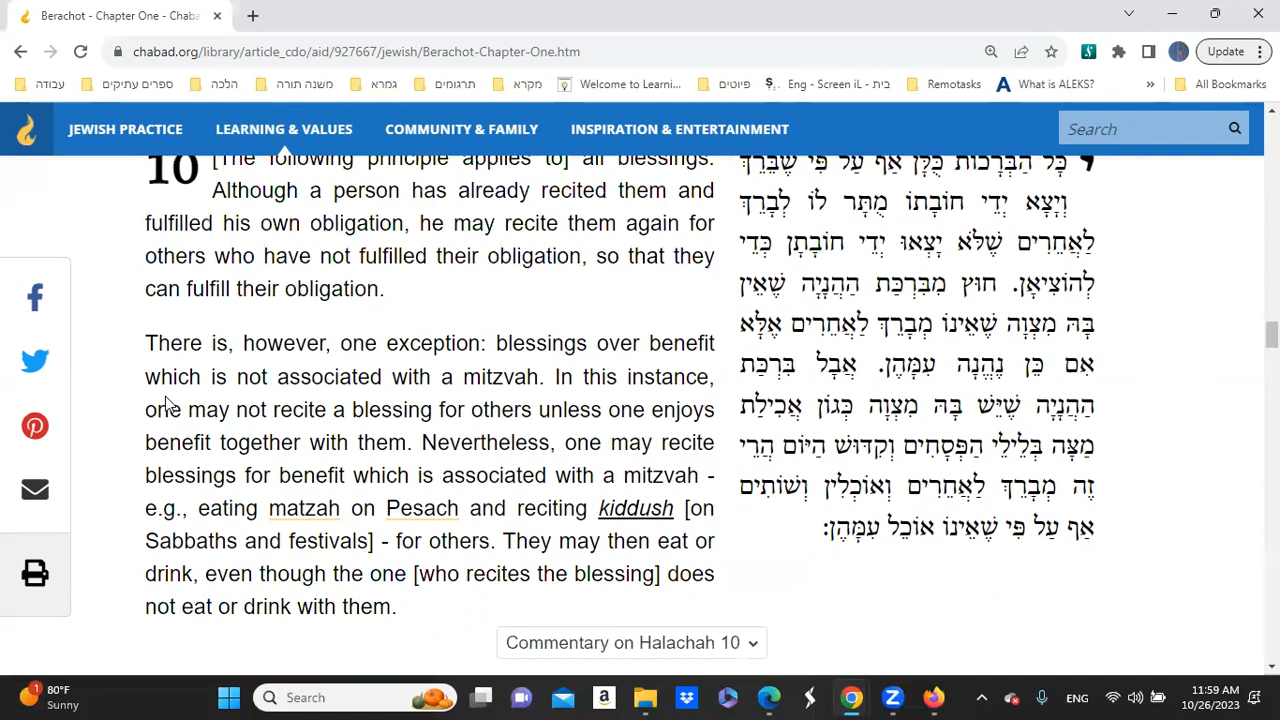 Berachot - Chapter One - Chaba
chabad.org/library/article_cdo/aid/927667/jewish/Berachot-Chapter-One.htm
Update
עבודה
ספרים עתיקים
הלכה
משנה תורה
גמרא
תרגומים
מקרא
Welcome to Learni...
פיוטים
Eng - Screen iL - בית
Remotasks
What is ALEKS?
All Bookmarks
JEWISH PRACTICE
LEARNING & VALUES
COMMUNITY & FAMILY
INSPIRATION & ENTERTAINMENT
Search
10 [The following principle applies to] all blessings.
Although a person has already recited them and
fulfilled his own obligation, he may recite them again for
others who have not fulfilled their obligation, so that they
can fulfill their obligation.
There is, however, one exception: blessings over benefit
which is not associated with a mitzvah. In this instance,
one may not recite a blessing for others unless one enjoys
benefit together with them. Nevertheless, one may recite
blessings for benefit which is associated with a mitzvah -
e.g., eating matzah on Pesach and reciting kiddush [on
Sabbaths and festivals] - for others. They may then eat or
drink, even though the one [who recites the blessing] does
not eat or drink with them.
י כָּל הַבְּרָכוֹת כֻּלָּן אַף עַל פִּי שֶׁבֵּרֵךְ
וְיָצָא יְדֵי חוֹבָתוֹ מֻתָּר לוֹ לְבָרֵךְ
לַאֲחֵרִים שֶׁלֹּא יָצְאוּ יְדֵי חוֹבָתָן כְּדֵי
לְהוֹצִיאָן. חוּץ מִבִּרְכַּת הַהֲנָיָה שֶׁאֵין
בָּהּ מִצְוָה שֶׁאֵינוֹ מְבָרֵךְ לַאֲחֵרִים אֶלָּא
אִם כֵּן נֶהֱנָה עִמָּהֶן. אֲבָל בִּרְכַּת
הַהֲנָיָה שֶׁיֵּשׁ בָּהּ מִצְוָה כְּגוֹן אֲכִילַת
מַצָּה בְּלֵילֵי הַפְּסָחִים וְקִדּוּשׁ הַיּוֹם הֲרֵי
זֶה מְבָרֵךְ לַאֲחֵרִים וְאוֹכְלִין וְשׁוֹתִים
אַף עַל פִּי שֶׁאֵינוֹ אוֹכֵל עִמָּהֶן:
Commentary on Halachah 10
80°F
Sunny
Search
ENG
11:59 AM
10/26/2023